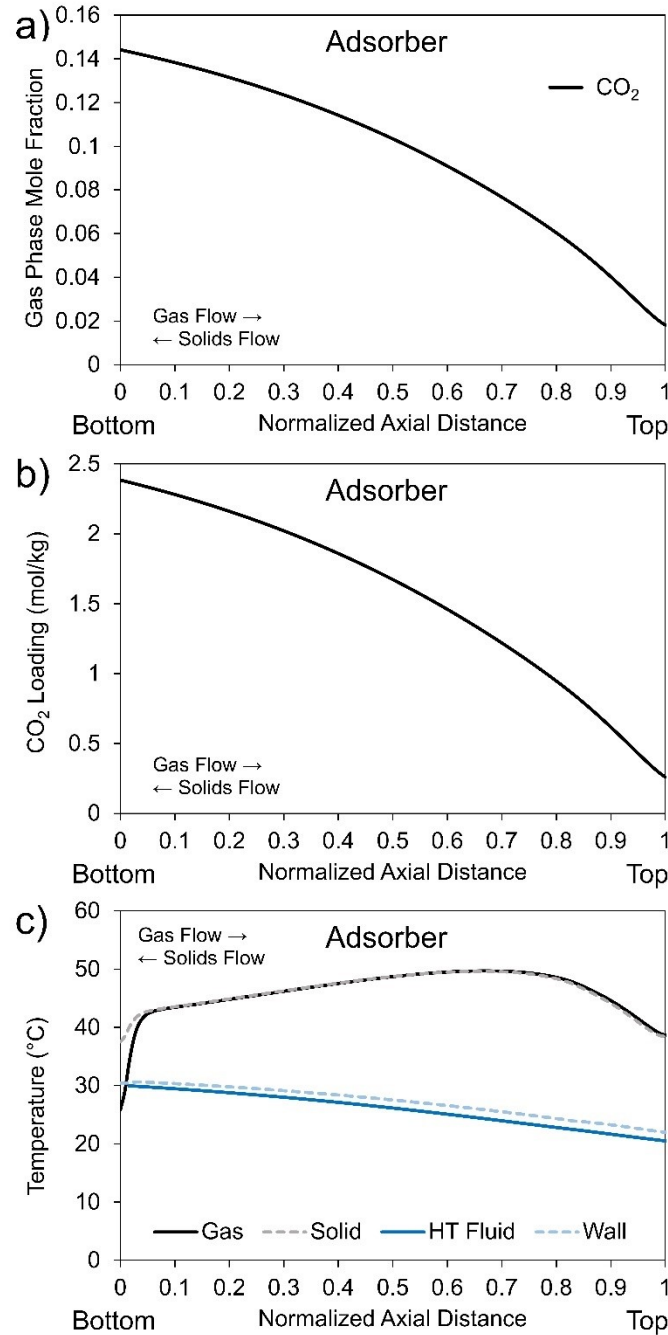 a)
Adsorber
CO₂
Gas Phase Mole Fraction
0.16
0.14
0.12
0.1
0.08
0.06
0.04
0.02
0
Gas Flow →
← Solids Flow
0 0.1 0.2 0.3 0.4 0.5 0.6 0.7 0.8 0.9 1
Bottom Normalized Axial Distance Top
b)
Adsorber
CO₂ Loading (mol/kg)
2.5
2
1.5
1
0.5
0
Gas Flow →
← Solids Flow
0 0.1 0.2 0.3 0.4 0.5 0.6 0.7 0.8 0.9 1
Bottom Normalized Axial Distance Top
c)
Gas Flow →
← Solids Flow
Adsorber
Temperature (°C)
60
50
40
30
20
10
0
Gas Solid HT Fluid Wall
0 0.1 0.2 0.3 0.4 0.5 0.6 0.7 0.8 0.9 1
Bottom Normalized Axial Distance Top